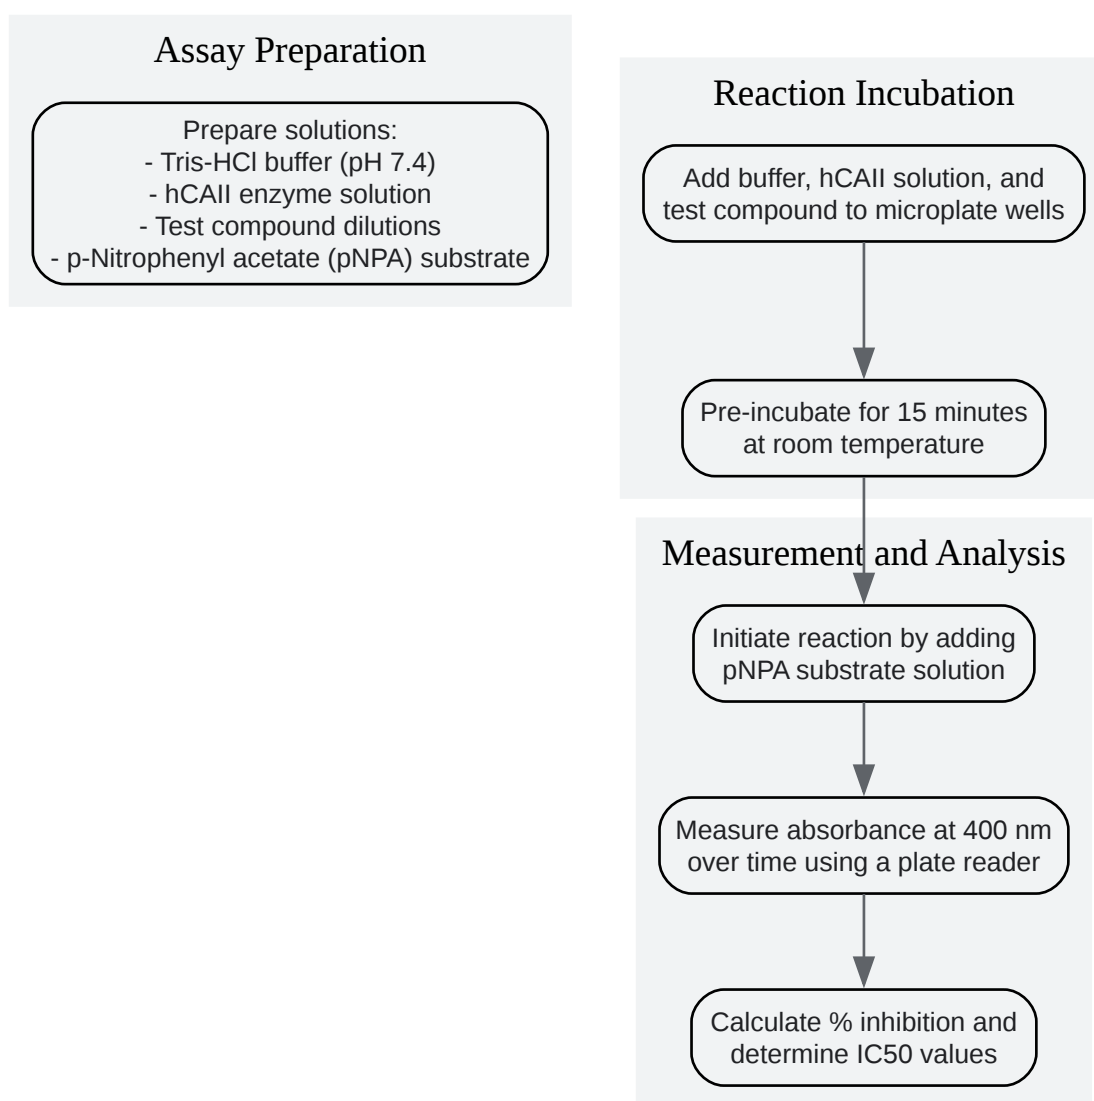 Assay Preparation
Prepare solutions:
- Tris-HCl buffer (pH 7.4)
- hCAII enzyme solution
- Test compound dilutions
- p-Nitrophenyl acetate (pNPA) substrate
Reaction Incubation
Add buffer, hCAII solution, and
test compound to microplate wells
Pre-incubate for 15 minutes
at room temperature
Measurement and Analysis
Initiate reaction by adding
pNPA substrate solution
Measure absorbance at 400 nm
over time using a plate reader
Calculate % inhibition and
determine IC50 values